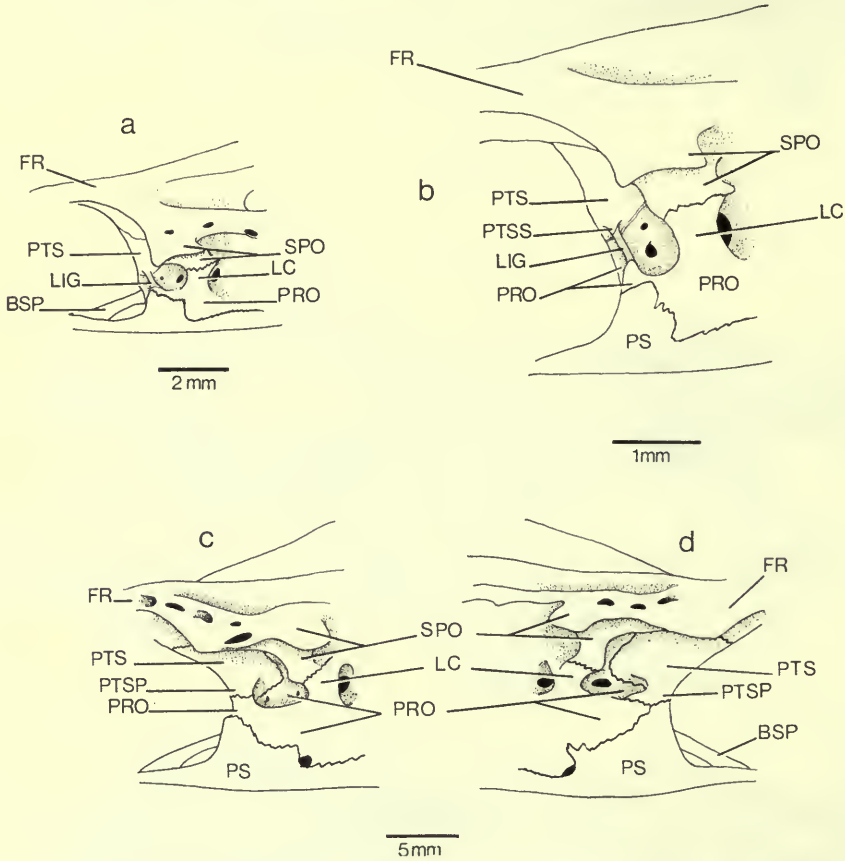 a
FR
PTS
LIG
BSP
SPO
LC
PRO
2 mm
b
FR
PTS
PTSS
LIG
PRO
SPO
LC
PRO
PS
1mm
c
FR
PTS
PTSP
PRO
PS
SPO
LC
PRO
d
FR
PTS
PTSP
BSP
PS
5mm